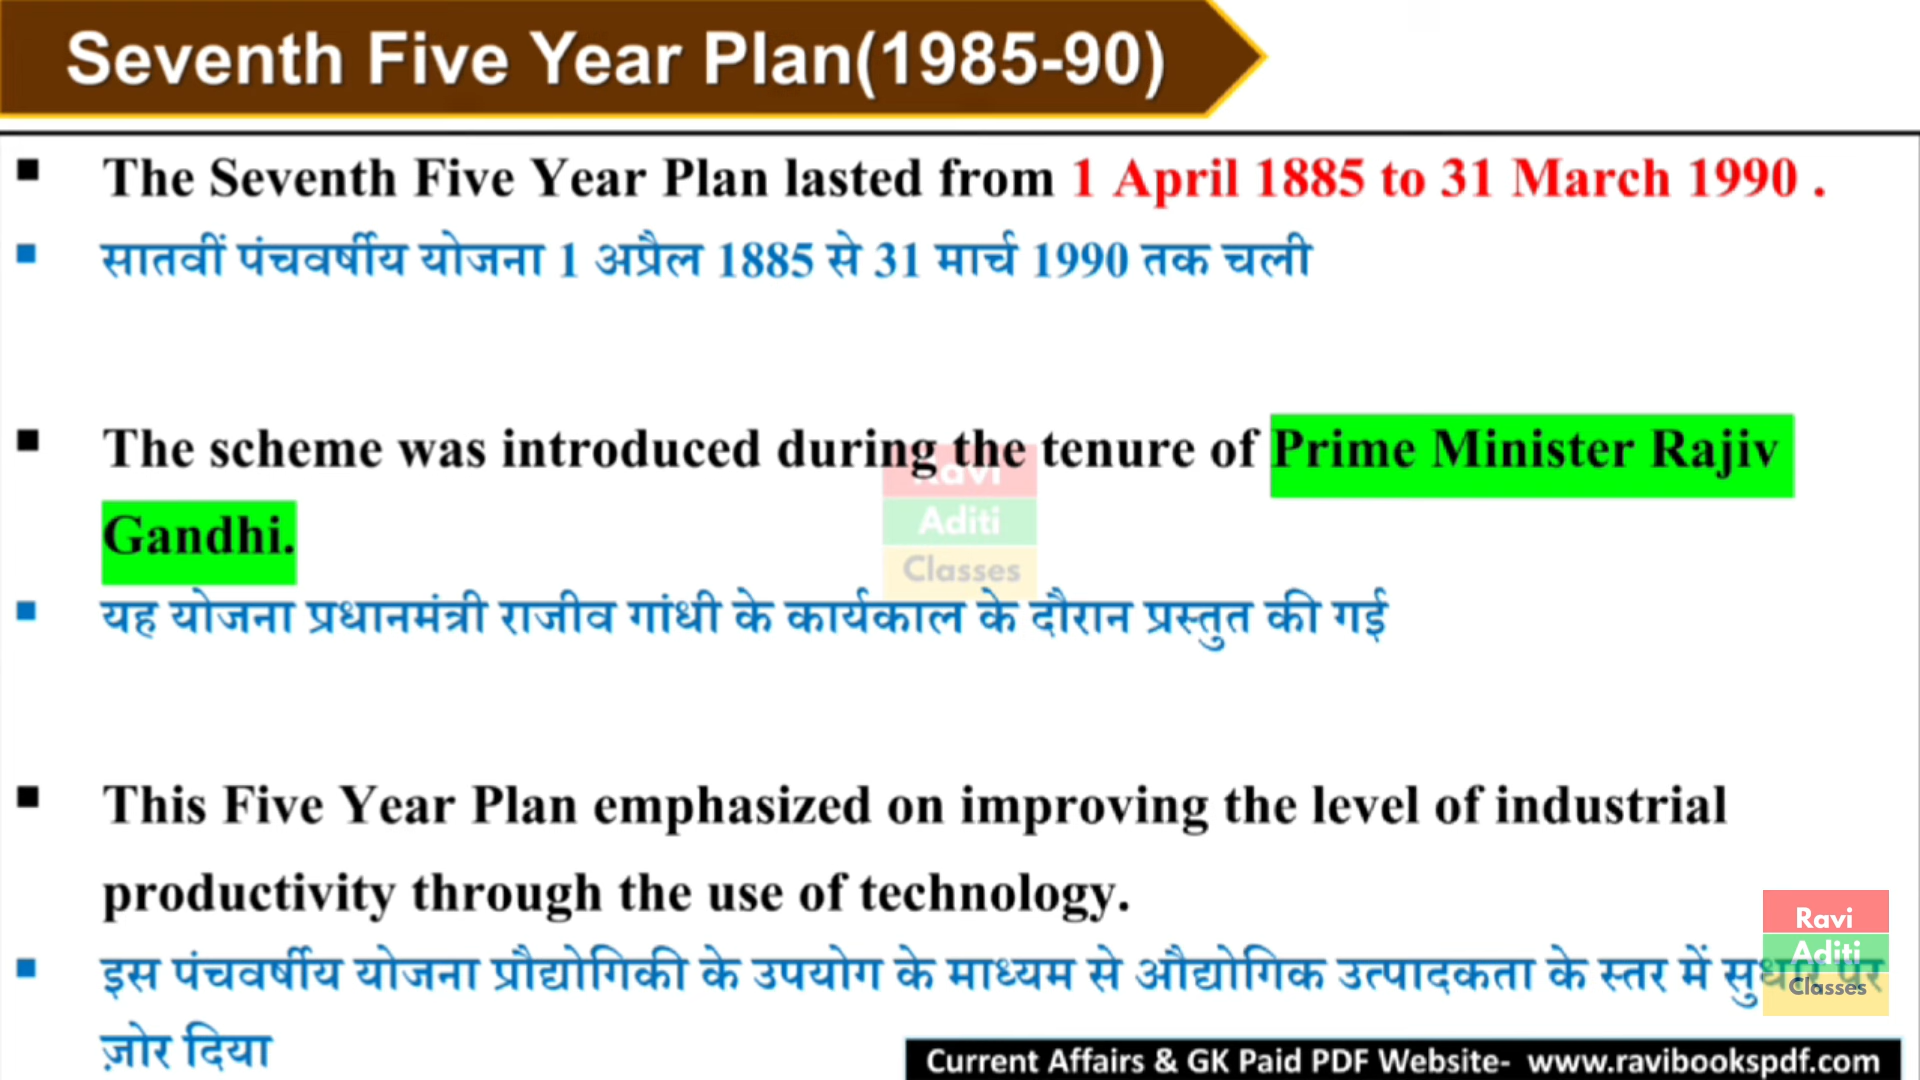 Seventh Five Year Plan(1985-90)
The Seventh Five Year Plan lasted from 1 April 1885 to 31 March 1990 .
सातवीं पंचवर्षीय योजना 1 अप्रैल 1885 से 31 मार्च 1990 तक चली
The scheme was introduced during the tenure of Prime Minister Rajiv
Gandhi.
Ravi
Aditi
Classes
यह योजना प्रधानमंत्री राजीव गांधी के कार्यकाल के दौरान प्रस्तुत की गई
This Five Year Plan emphasized on improving the level of industrial
productivity through the use of technology.
इस पंचवर्षीय योजना प्रौद्योगिकी के उपयोग के माध्यम से औद्योगिक उत्पादकता के स्तर में सुधार पर
ज़ोर दिया
Ravi
Aditi
Classes
Current Affairs & GK Paid PDF Website- www.ravibookspdf.com